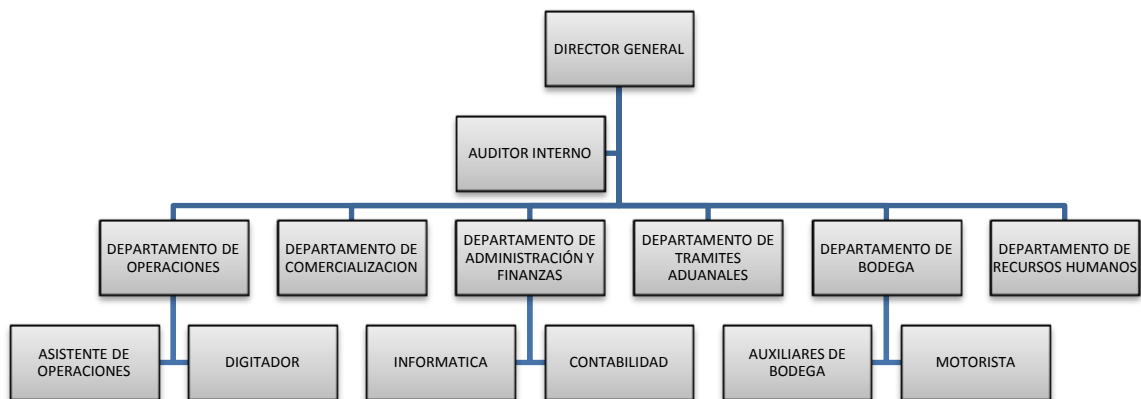 DIRECTOR GENERAL
AUDITOR INTERNO
DEPARTAMENTO DE
OPERACIONES
DEPARTAMENTO DE
COMERCIALIZACION
DEPARTAMENTO DE
ADMINISTRACIÓN Y
FINANZAS
DEPARTAMENTO DE
TRAMITES
ADUANALES
DEPARTAMENTO DE
BODEGA
DEPARTAMENTO DE
RECURSOS HUMANOS
ASISTENTE DE
OPERACIONES
DIGITADOR
INFORMATICA
CONTABILIDAD
AUXILIARES DE
BODEGA
MOTORISTA